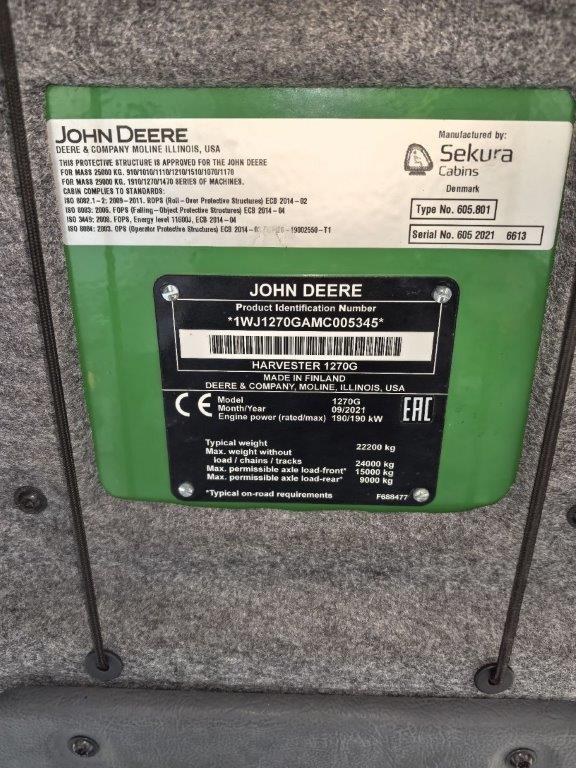 JOHN DEERE
DEERE & COMPANY MOLINE ILLINOIS, USA
THIS PROTECTIVE STRUCTURE IS APPROVED FOR THE JOHN DEERE
FOR MASS 25000 KG. 910/1010/1110/1210/1510/1070/1170
FOR MASS 29000 KG. 1910/1270/1470 SERIES OF MACHINES.
CABIN COMPLIES TO STANDARDS:
ISO 8082.1-2: 2009-2011. ROPS (Roll-Over Protective Structures) ECB 2014-02
ISO 8083: 2006. FOPS (Falling-Object Protective Structures) ECB 2014-04
ISO 3449: 2008. FOPS, Energy level 11600J, ECB 2014-04
ISO 8084: 2003. OPS (Operator Protective Structures) ECB 2014-
Manufactured by:
Sekura
Cabins
Denmark
Type No. 605.801
Serial No. 605 2021 6613
JOHN DEERE
Product Identification Number
*1WJ1270GAMC005345*
HARVESTER 1270G
MADE IN FINLAND
DEERE & COMPANY, MOLINE, ILLINOIS, USA
CE
Model 1270G
Month/Year 09/2021
Engine power (rated/max) 190/190 kW
EAC
Typical weight 22200 kg
Max. weight without
load / chains / tracks 24000 kg
Max. permissible axle load-front* 15000 kg
Max. permissible axle load-rear* 9000 kg
*Typical on-road requirements F688477